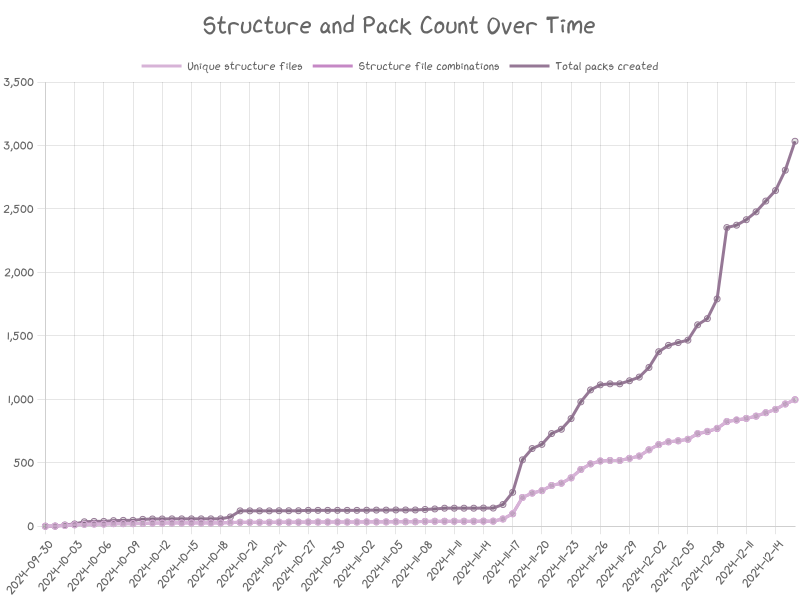 Structure and Pack Count Over Time
Unique structure files Structure file combinations Total packs created
3,500
3,000
2,500
2,000
1,500
1,000
500
0
2024-09-30 2024-10-03 2024-10-06 2024-10-09 2024-10-12 2024-10-15 2024-10-18 2024-10-21 2024-10-24 2024-10-27 2024-10-30 2024-11-02 2024-11-05 2024-11-08 2024-11-11 2024-11-14 2024-11-17 2024-11-20 2024-11-23 2024-11-26 2024-11-29 2024-12-02 2024-12-05 2024-12-08 2024-12-11 2024-12-14